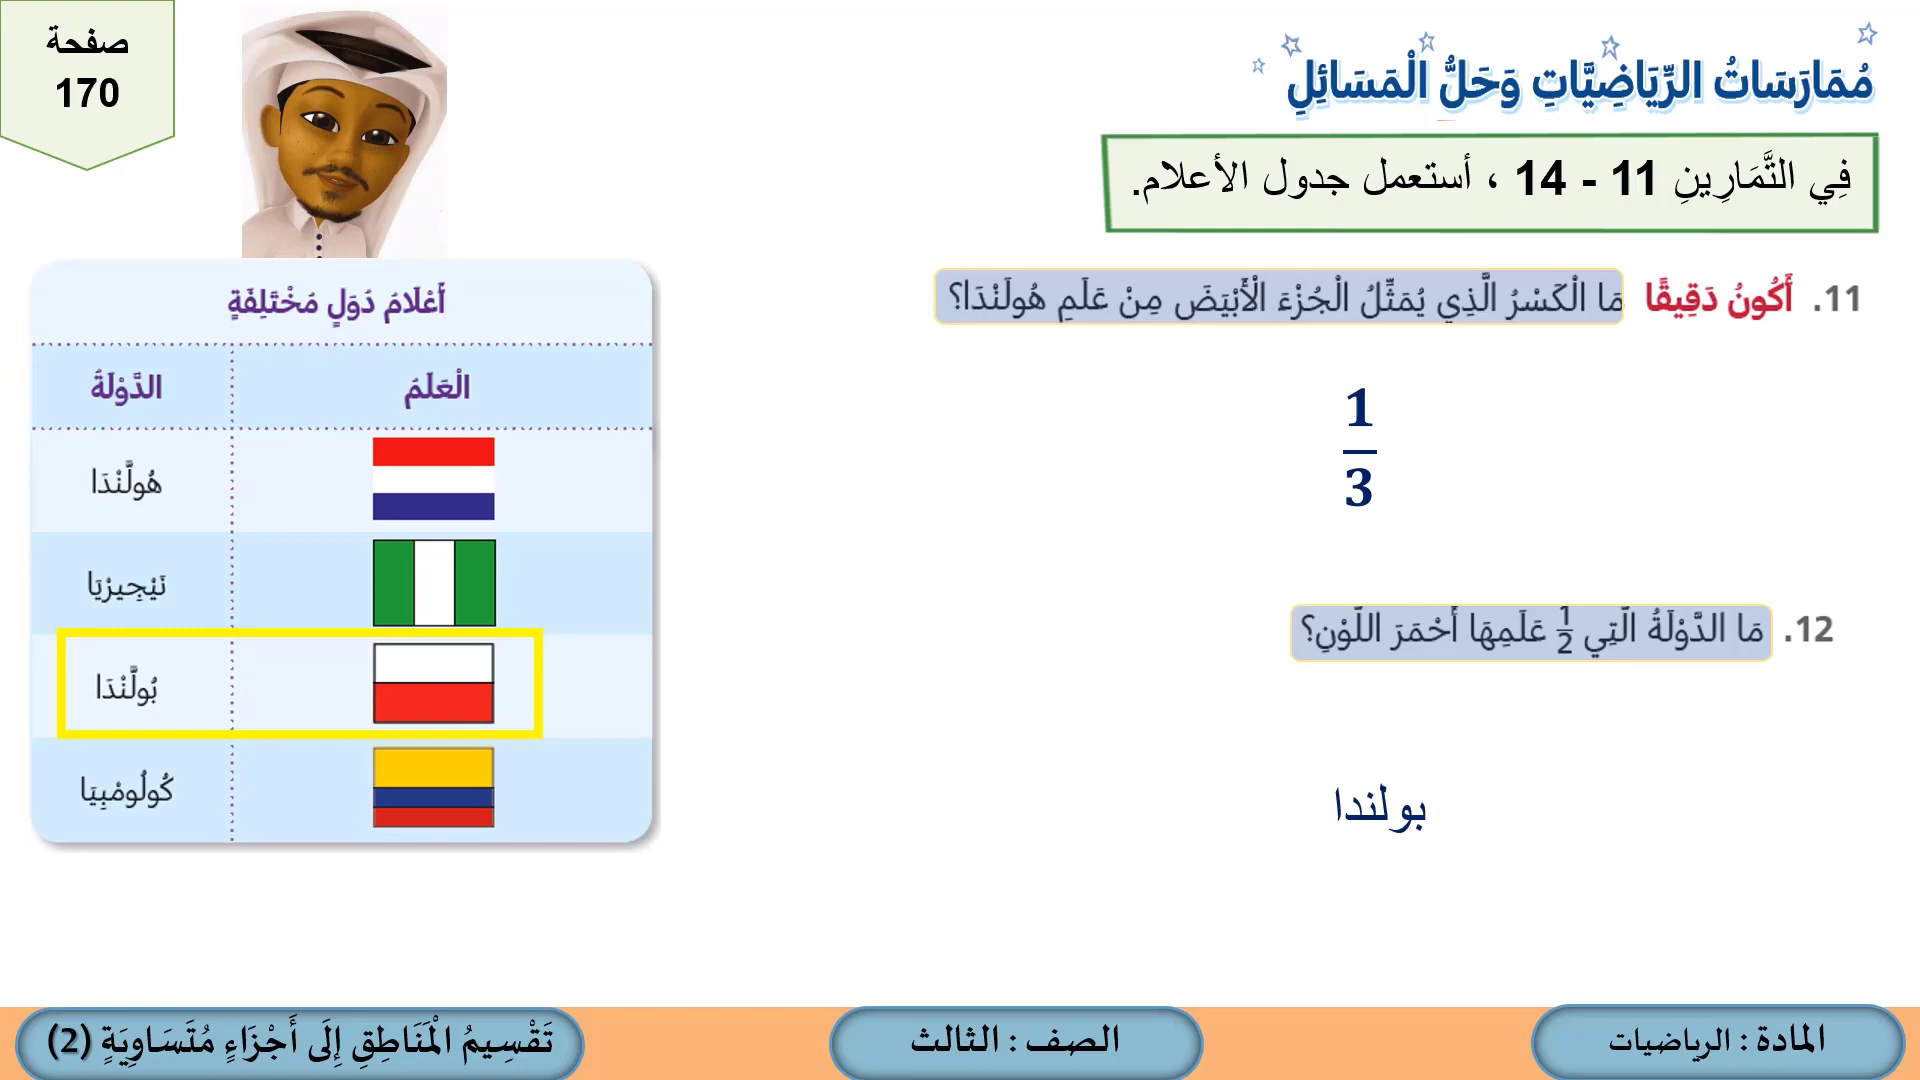 صفحة
170
مُمَارَسَاتُ الرِّيَاضِيَّاتِ وَحَلُّ الْمَسَائِلِ
فِي التَّمَارِينِ 11 - 14 ، أستعمل جدول الأعلام.
11. أَكُونُ دَقِيقًا مَا الْكَسْرُ الَّذِي يُمَثِّلُ الْجُزْءَ الْأَبْيَضَ مِنْ عَلَمِ هُولَنْدَا؟
1
3
12. مَا الدَّوْلَةُ الَّتِي 1/2 عَلَمِهَا أَحْمَرَ اللَّوْنِ؟
بولندا
أَعْلَامُ دُوَلٍ مُخْتَلِفَةٍ
الْعَلَمُ الدَّوْلَةُ
هُولَّنْدَا
نَيْجِيرْيَا
بُولَّنْدَا
كُولُومْبِيَا
المادة : الرياضيات
الصف : الثالث
تَقْسِيمُ الْمَنَاطِقِ إِلَى أَجْزَاءٍ مُتَسَاوِيَةٍ (2)